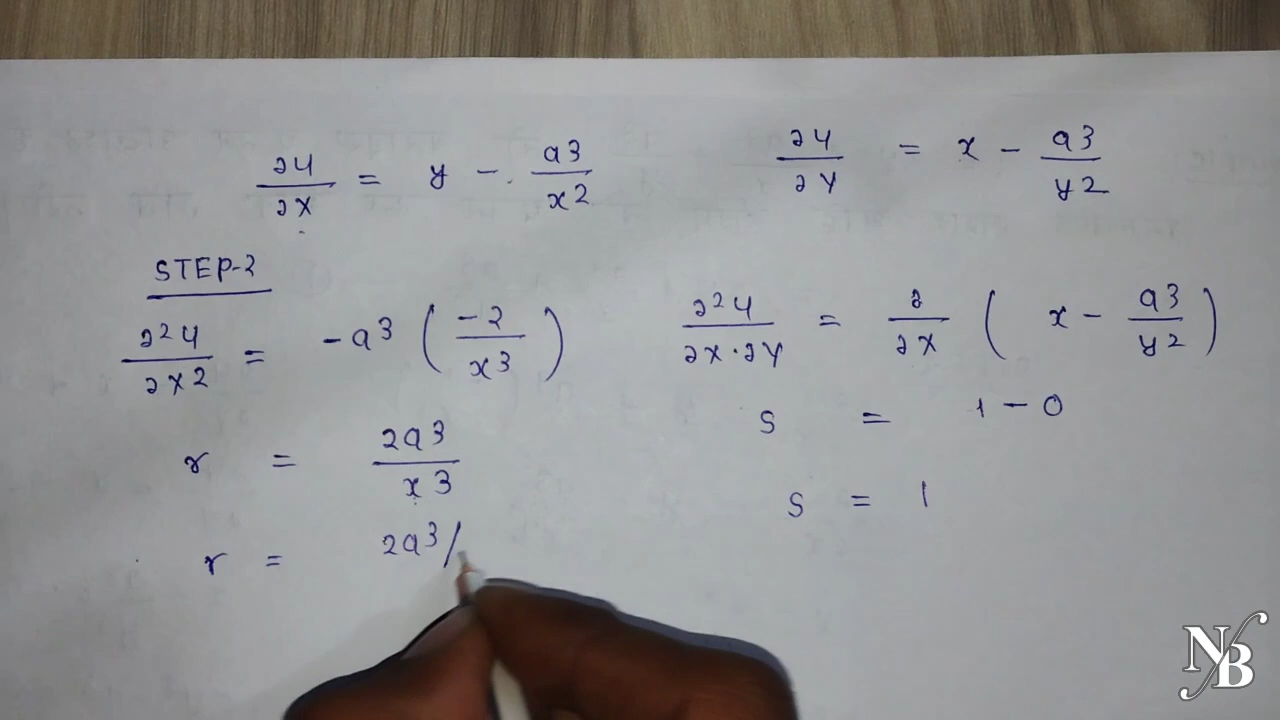 ∂u/∂x = y - a3/x2
∂u/∂y = x - a3/y2
STEP-2
∂²u/∂x2 = -a³ (-2/x³)
∂²u/∂x·∂y = ∂/∂x (x - a3/y2)
r = 2a3/x3
s = 1 - 0
s = 1
r = 2a³/
NB